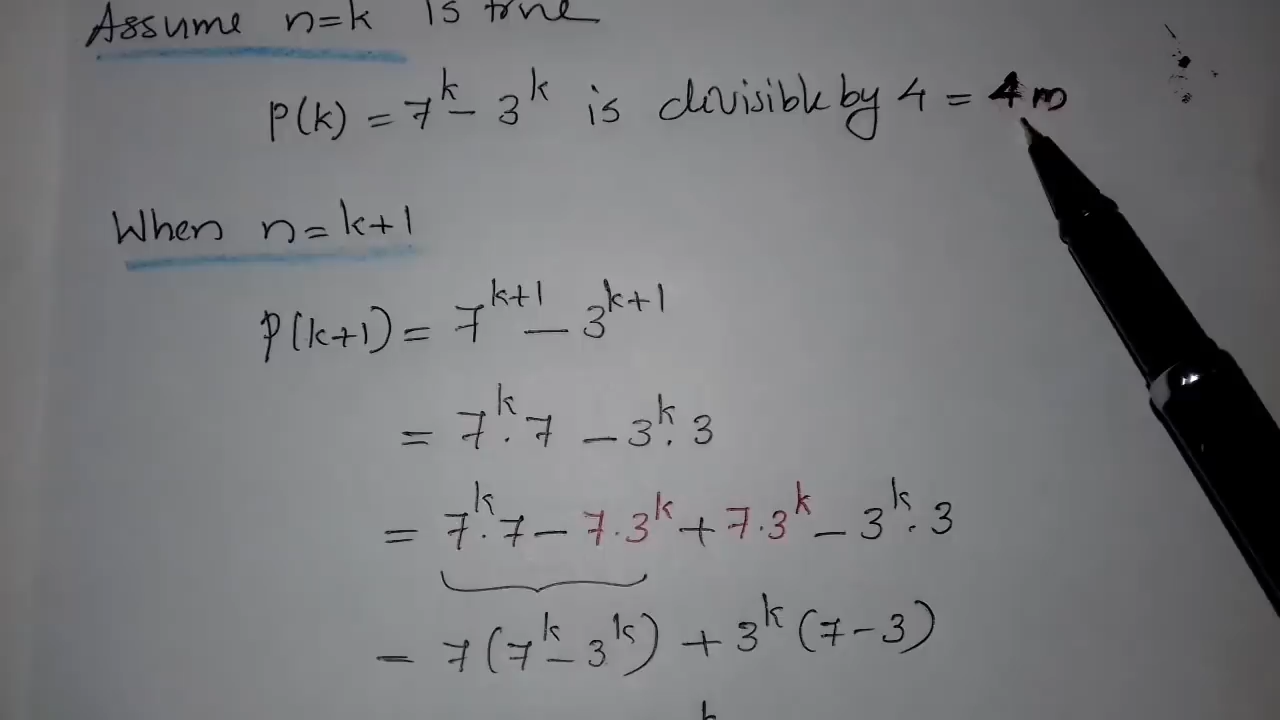 Assume n=k is true
P(k) = 7^k - 3^k is divisible by 4 = 4m
When n=k+1
P(k+1) = 7^{k+1} - 3^{k+1}
= 7^k . 7 - 3^k . 3
= 7^k . 7 - 7 . 3^k + 7 . 3^k - 3^k . 3
= 7(7^k - 3^k) + 3^k (7-3)